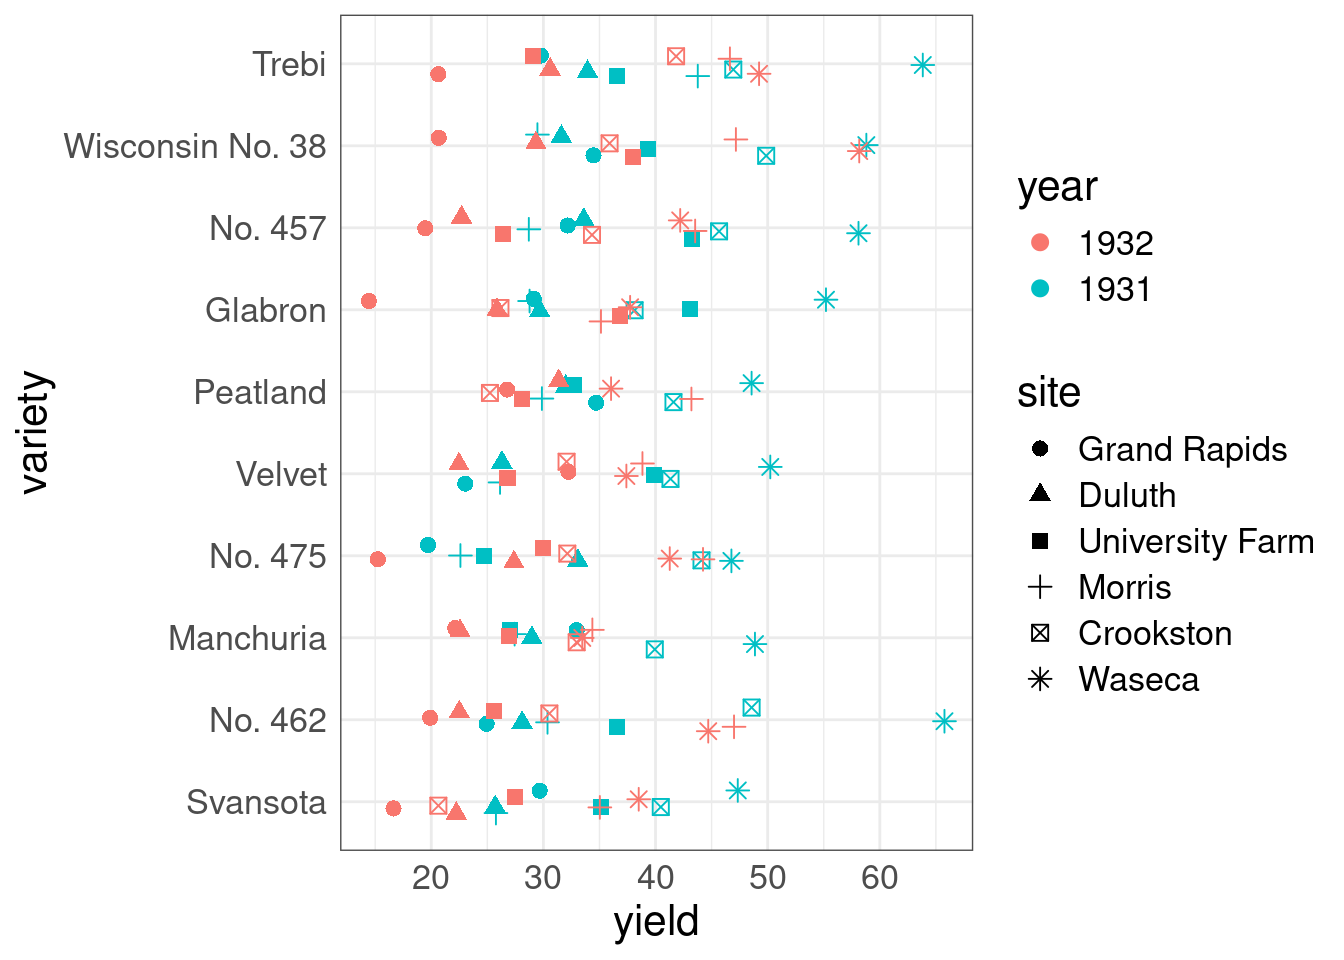 Trebi
Wisconsin No. 38
No. 457
Glabron
Peatland
Velvet
No. 475
Manchuria
No. 462
Svansota
variety
20 30 40 50 60
yield
year
1932
1931
site
Grand Rapids
Duluth
University Farm
Morris
Crookston
Waseca